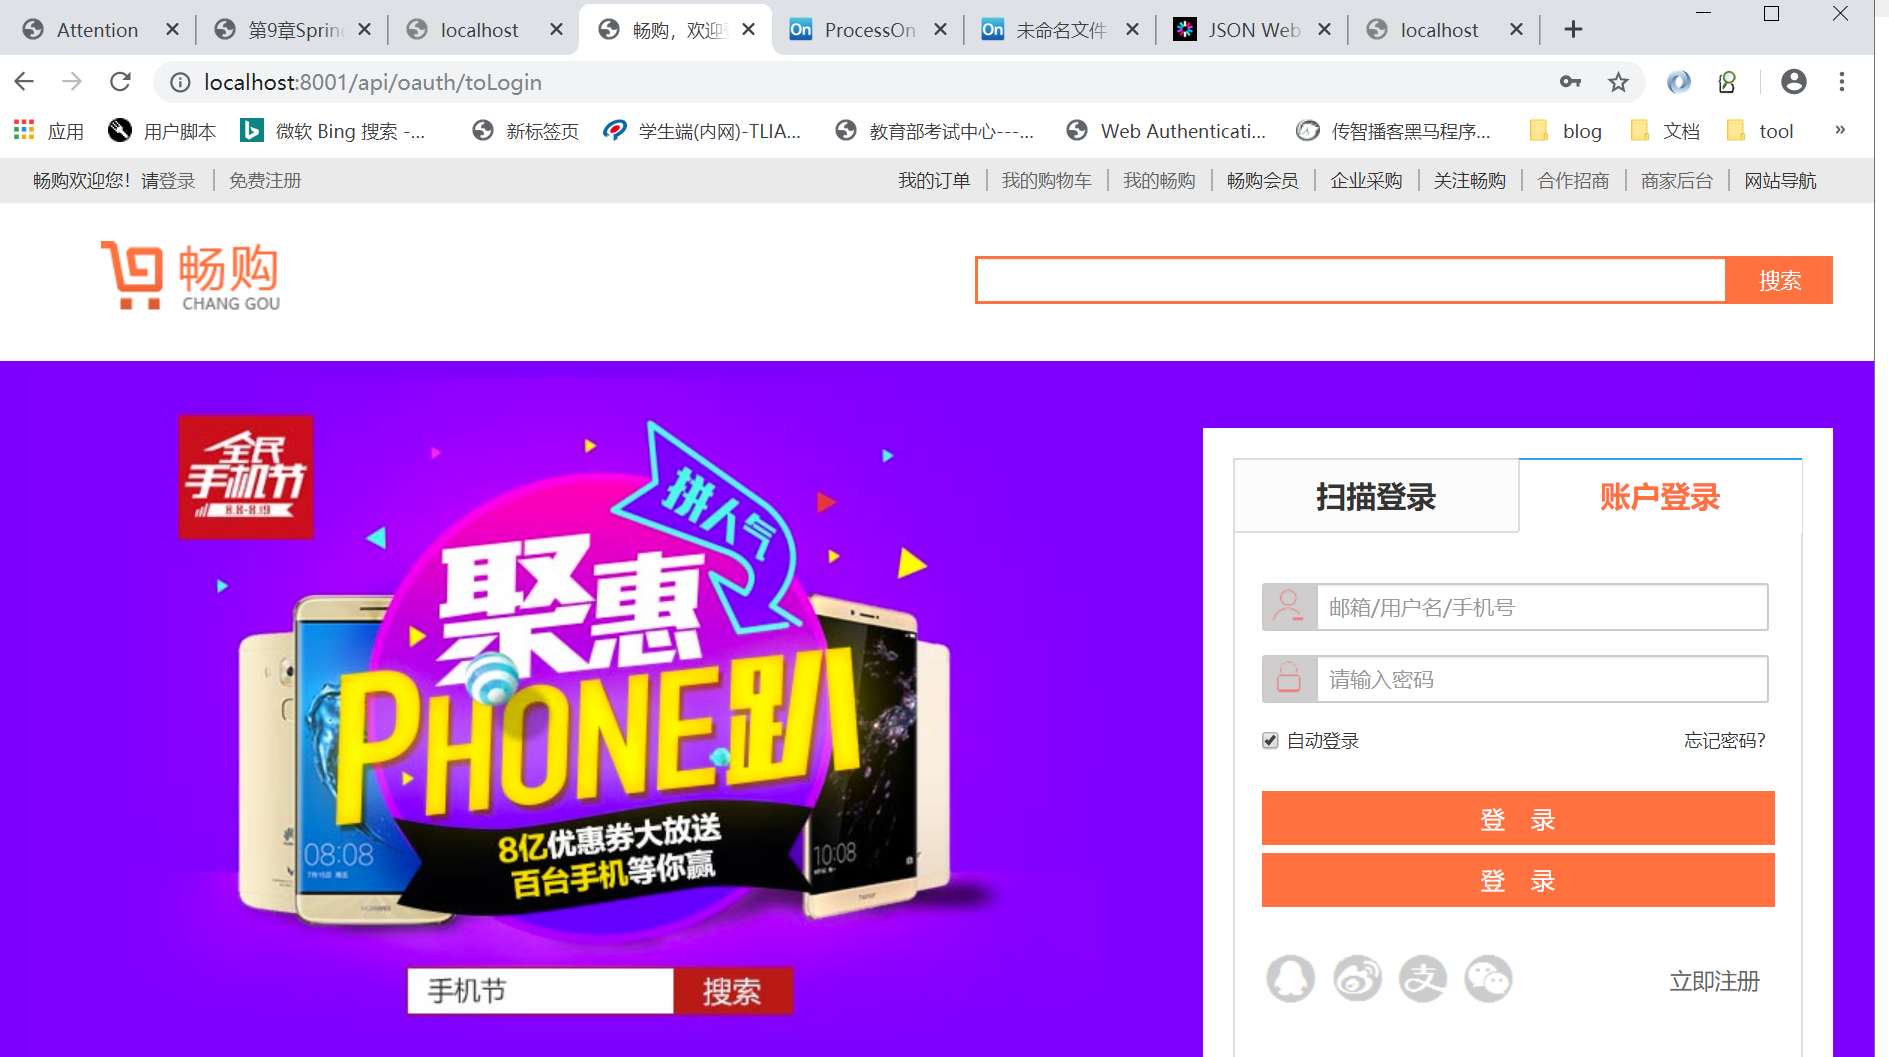 Attention
第9章Spring
localhost
畅购，欢迎登
ProcessOn
未命名文件
JSON Web
localhost
localhost:8001/api/oauth/toLogin
应用
用户脚本
微软 Bing 搜索 -...
新标签页
学生端(内网)-TLIA...
教育部考试中心---...
Web Authenticati...
传智播客黑马程序...
blog
文档
tool
»
畅购欢迎您！请登录 免费注册
我的订单 我的购物车 我的畅购 畅购会员 企业采购 关注畅购 合作招商 商家后台 网站导航
畅购
CHANG GOU
搜索
全民
手机节
8.8-8.19
拼人气
聚惠
PHONE趴
8亿优惠券大放送
百台手机等你赢
08:08
10:08
HUAWEI
honor
手机节
搜索
扫描登录
账户登录
邮箱/用户名/手机号
请输入密码
自动登录
忘记密码?
登 录
登 录
支
立即注册